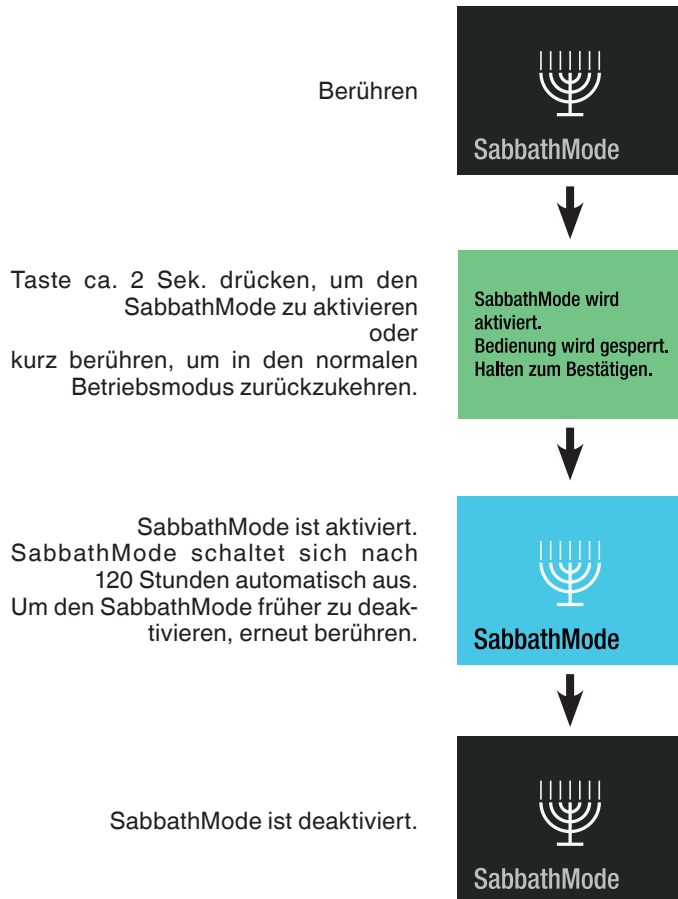 Berühren
SabbathMode
Taste ca. 2 Sek. drücken, um den
SabbathMode zu aktivieren
oder
kurz berühren, um in den normalen
Betriebsmodus zurückzukehren.
SabbathMode wird
aktiviert.
Bedienung wird gesperrt.
Halten zum Bestätigen.
SabbathMode ist aktiviert.
SabbathMode schaltet sich nach
120 Stunden automatisch aus.
Um den SabbathMode früher zu deak-
tivieren, erneut berühren.
SabbathMode
SabbathMode ist deaktiviert.
SabbathMode